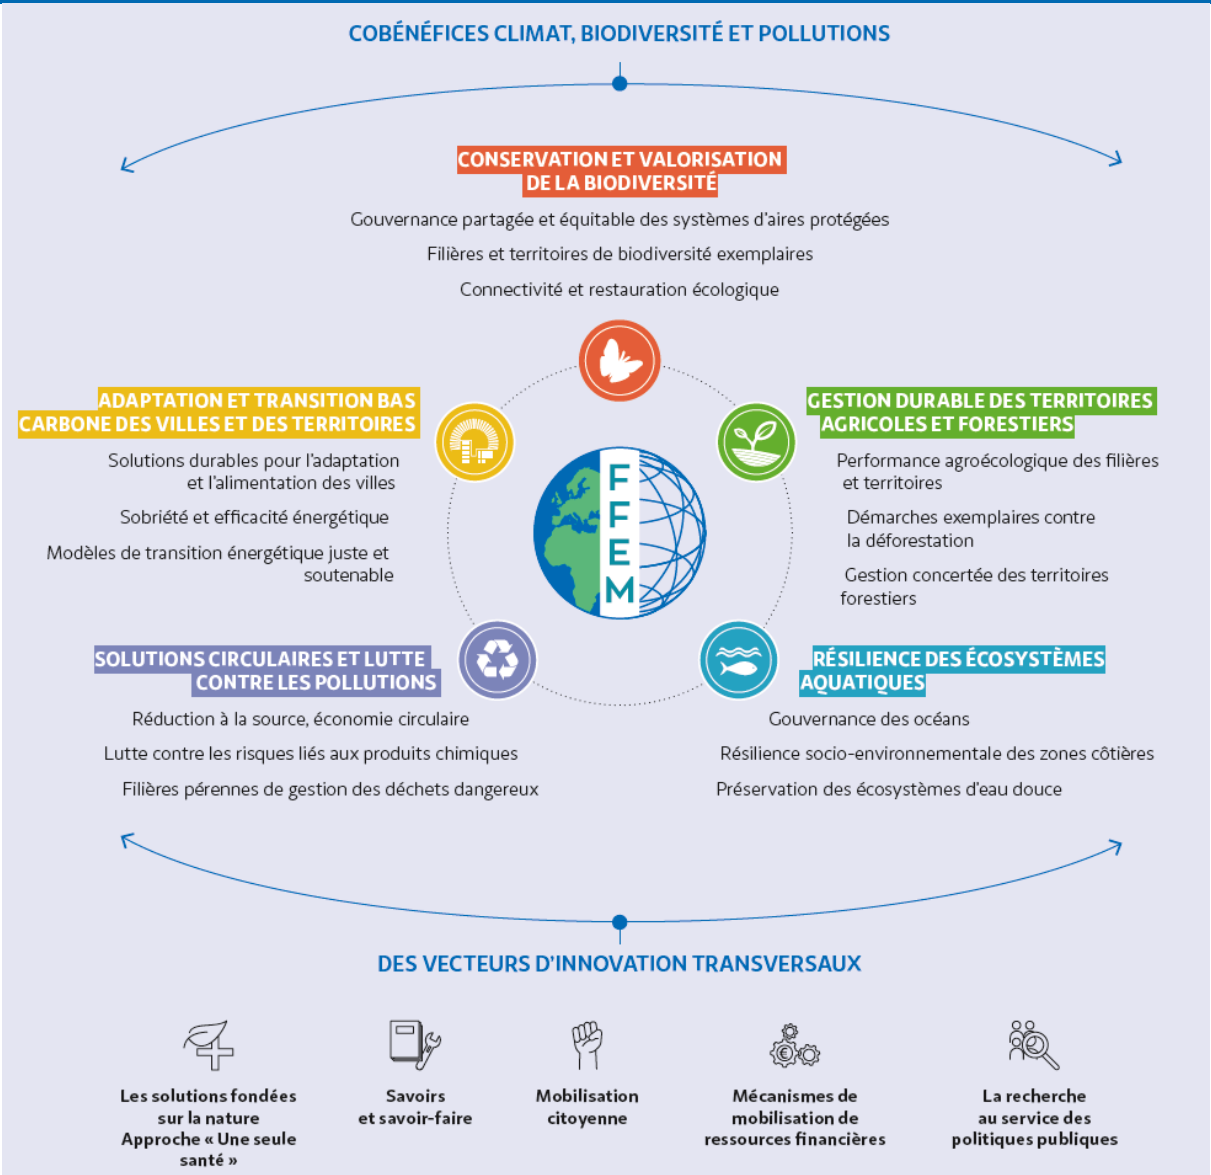 COBÉNÉFICES CLIMAT, BIODIVERSITÉ ET POLLUTIONS
CONSERVATION ET VALORISATION
DE LA BIODIVERSITÉ
Gouvernance partagée et équitable des systèmes d'aires protégées
Filières et territoires de biodiversité exemplaires
Connectivité et restauration écologique
ADAPTATION ET TRANSITION BAS
CARBONE DES VILLES ET DES TERRITOIRES
Solutions durables pour l'adaptation
et l'alimentation des villes
Sobriété et efficacité énergétique
Modèles de transition énergétique juste et
soutenable
GESTION DURABLE DES TERRITOIRES
AGRICOLES ET FORESTIERS
Performance agroécologique des filières
et territoires
Démarches exemplaires contre
la déforestation
Gestion concertée des territoires
forestiers
F
F
E
M
SOLUTIONS CIRCULAIRES ET LUTTE
CONTRE LES POLLUTIONS
Réduction à la source, économie circulaire
Lutte contre les risques liés aux produits chimiques
Filières pérennes de gestion des déchets dangereux
RÉSILIENCE DES ÉCOSYSTÈMES
AQUATIQUES
Gouvernance des océans
Résilience socio-environnementale des zones côtières
Préservation des écosystèmes d'eau douce
DES VECTEURS D'INNOVATION TRANSVERSAUX
Les solutions fondées
sur la nature
Approche « Une seule
santé »
Savoirs
et savoir-faire
Mobilisation
citoyenne
€
Mécanismes de
mobilisation de
ressources financières
La recherche
au service des
politiques publiques